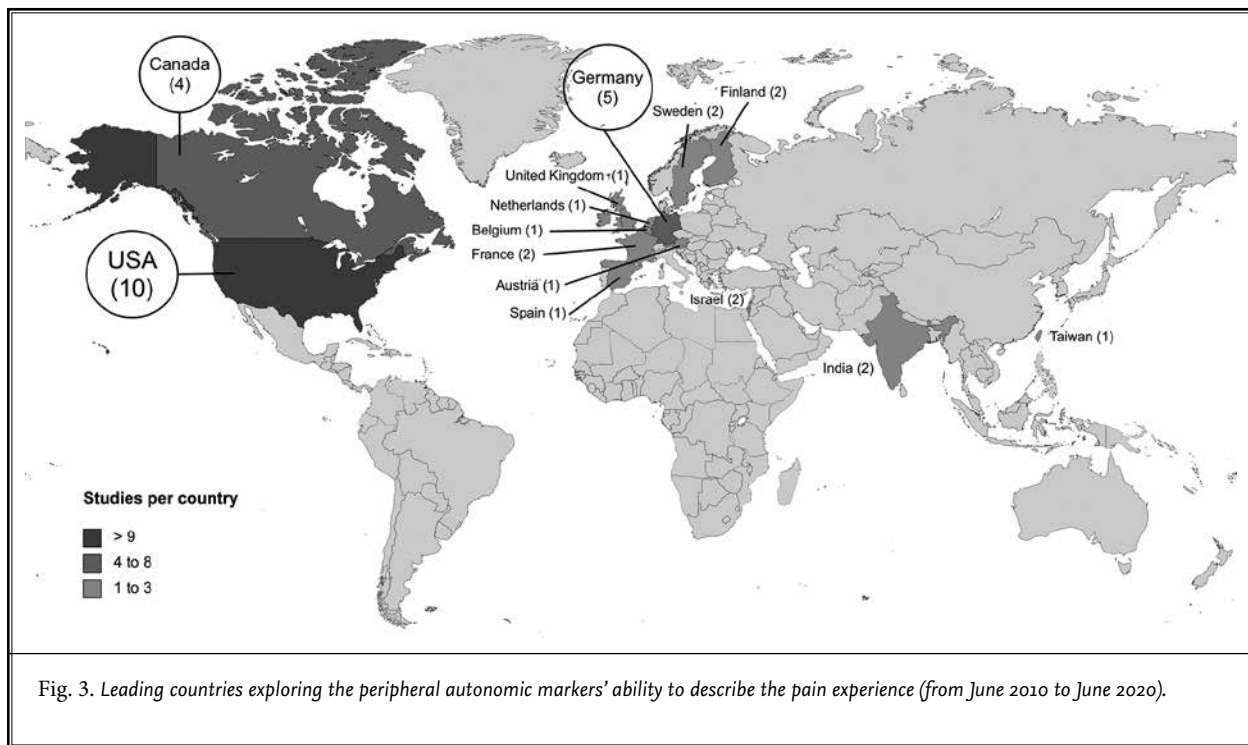 Canada
(4)
Germany
(5)
Finland (2)
Sweden (2)
United Kingdom (1)
Netherlands (1)
Belgium (1)
France (2)
USA
(10)
Austria (1)
Israel (2)
Spain (1)
Taiwan (1)
India (2)
Studies per country
> 9
4 to 8
1 to 3
Fig. 3. Leading countries exploring the peripheral autonomic markers’ ability to describe the pain experience (from June 2010 to June 2020).